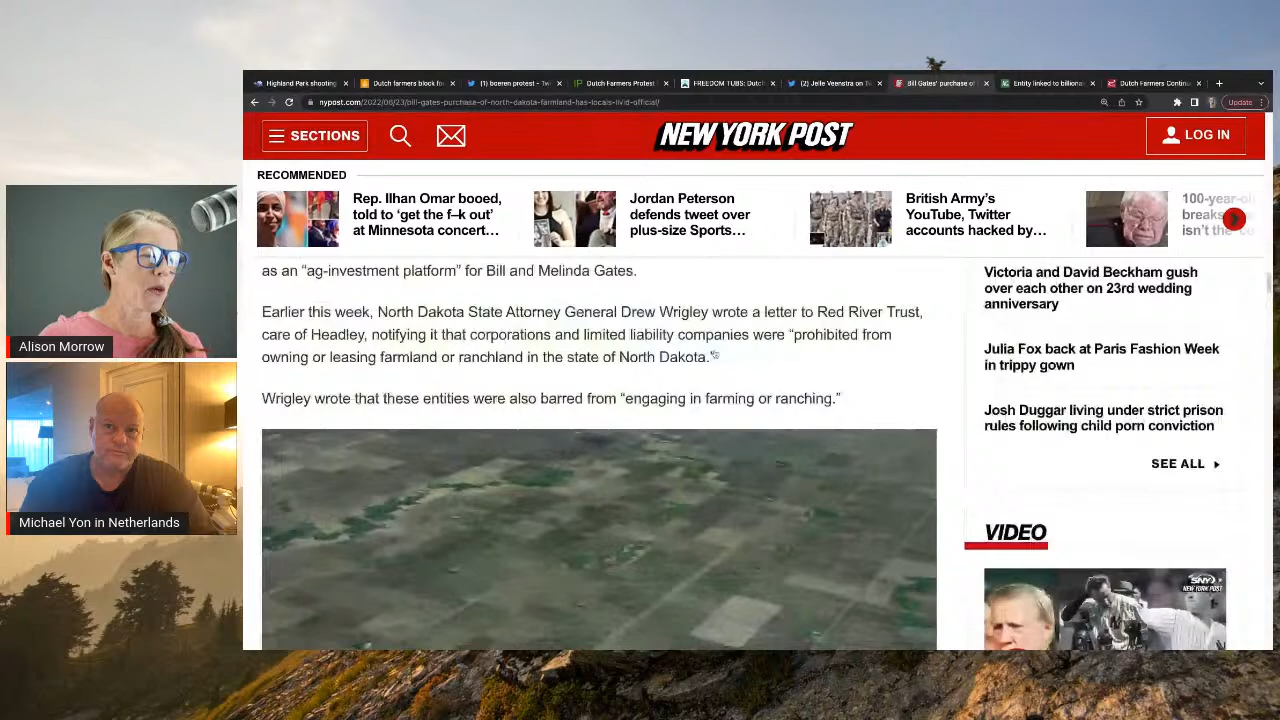 Highland Park shooting
Dutch farmers block fo
(1) boeren protest - Tw
Dutch Farmers Protest
FREEDOM TUBS: Dutc
(2) Jelle Veenstra on
Bill Gates' purchase of
Entity linked to billiona
Dutch Farmers Continu
nypost.com/2022/06/23/bill-gates-purchase-of-north-dakota-farmland-has-locals-livid-official/
Update
SECTIONS
NEW YORK POST
LOG IN
RECOMMENDED
Rep. Ilhan Omar booed,
told to ‘get the f–k out’
at Minnesota concert…
Jordan Peterson
defends tweet over
plus-size Sports…
British Army’s
YouTube, Twitter
accounts hacked by…
100-year-ol
breaks
isn’t the
as an “ag-investment platform” for Bill and Melinda Gates.
Earlier this week, North Dakota State Attorney General Drew Wrigley wrote a letter to Red River Trust,
care of Headley, notifying it that corporations and limited liability companies were “prohibited from
owning or leasing farmland or ranchland in the state of North Dakota.”
Wrigley wrote that these entities were also barred from “engaging in farming or ranching.”
Victoria and David Beckham gush
over each other on 23rd wedding
anniversary
Julia Fox back at Paris Fashion Week
in trippy gown
Josh Duggar living under strict prison
rules following child porn conviction
SEE ALL
VIDEO
SNY
NEW YORK POST
Alison Morrow
Michael Yon in Netherlands